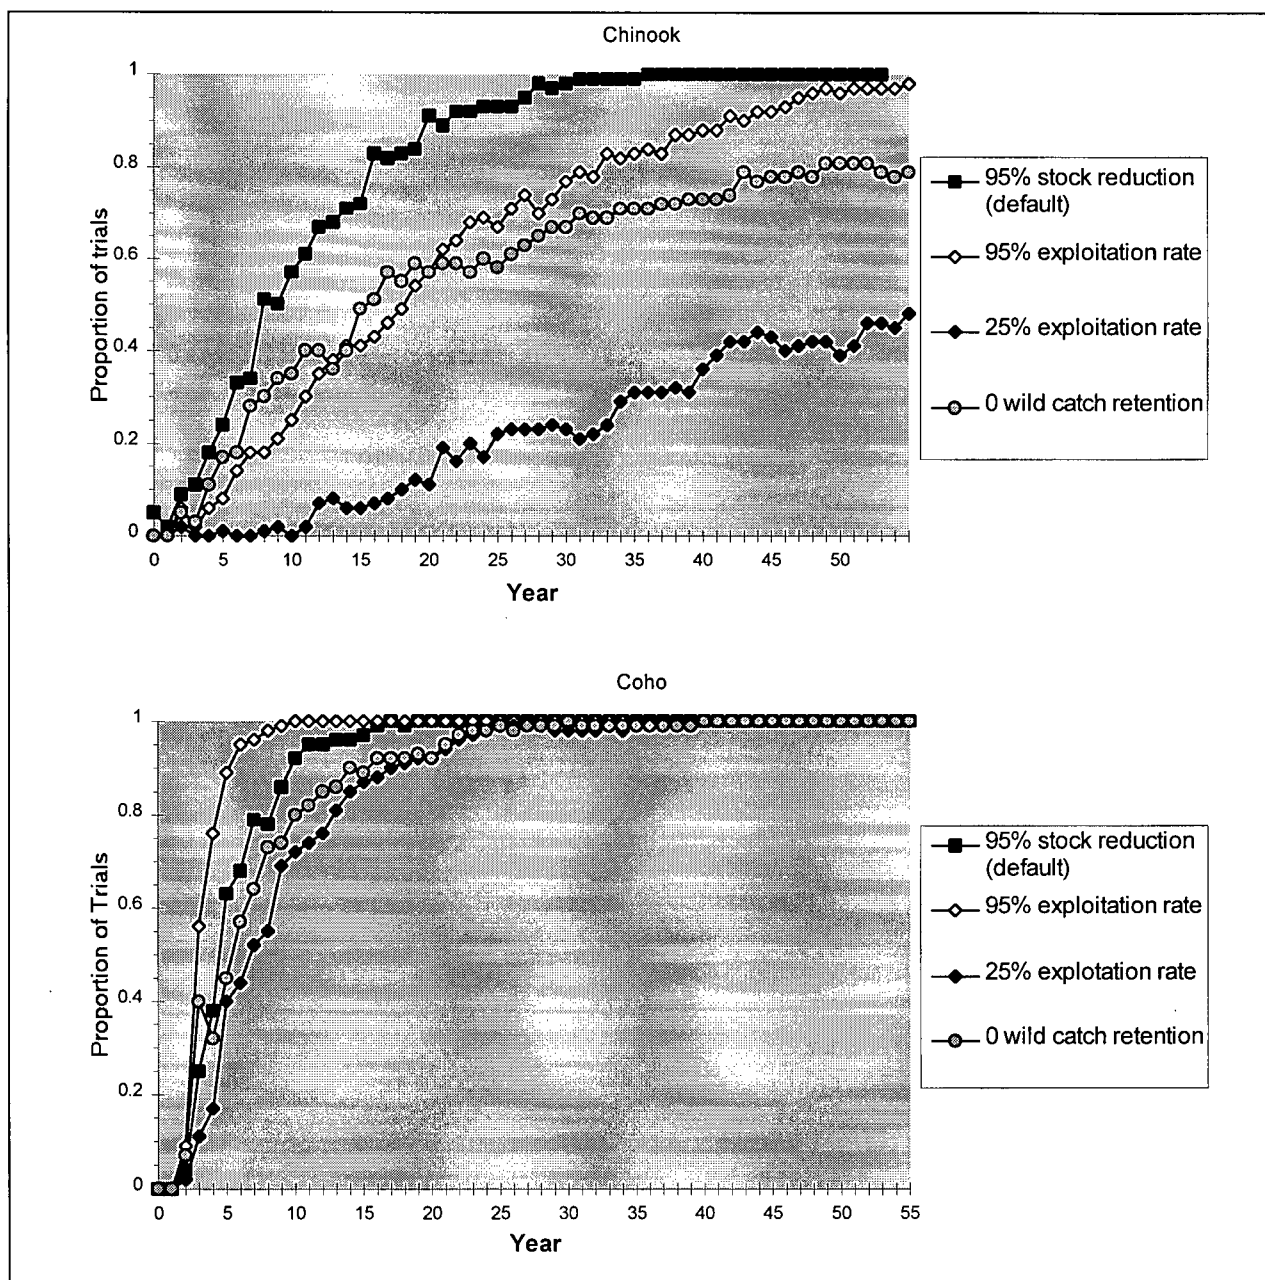 Chinook
1
0.8
0.6
0.4
0.2
0
Proportion of trials
0 5 10 15 20 25 30 35 40 45 50
Year
95% stock reduction
(default)
95% exploitation rate
25% exploitation rate
0 wild catch retention
Coho
1
0.8
0.6
0.4
0.2
0
Proportion of Trials
0 5 10 15 20 25 30 35 40 45 50 55
Year
95% stock reduction
(default)
95% exploitation rate
25% explotation rate
0 wild catch retention